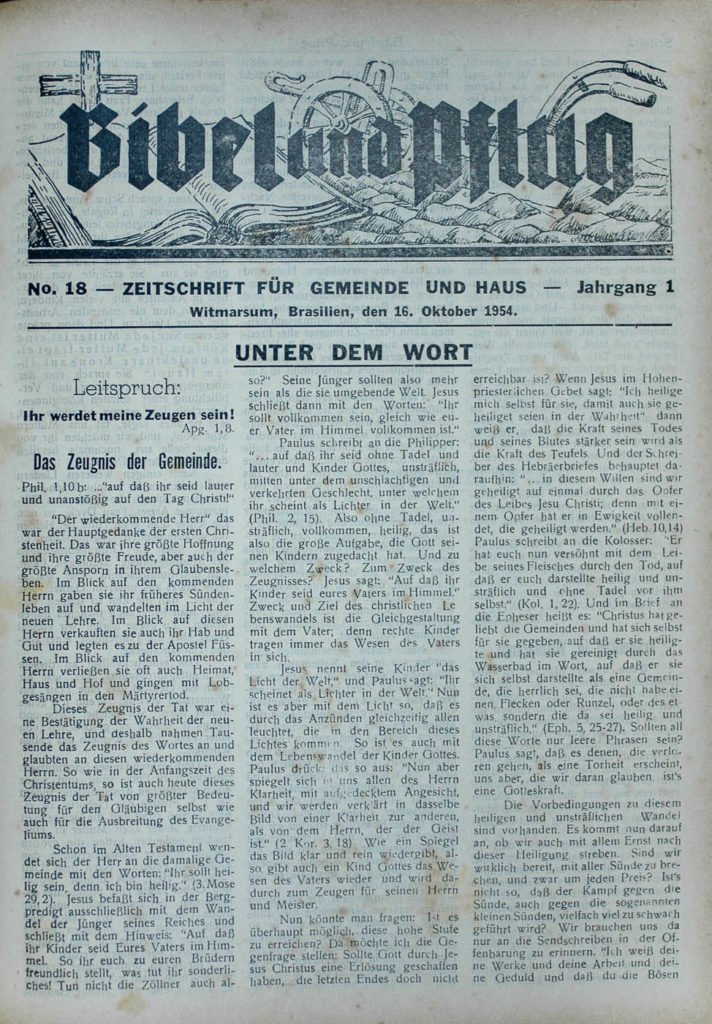 Bibel und Pflug
No. 18 — ZEITSCHRIFT FÜR GEMEINDE UND HAUS — Jahrgang 1
Witmarsum, Brasilien, den 16. Oktober 1954.
UNTER DEM WORT
Leitspruch:
Ihr werdet meine Zeugen sein!
Apg. 1,8.
Das Zeugnis der Gemeinde.
Phil, 1,10b: ..."auf daß ihr seid lauter
und unanstößig auf den Tag Christi!"
"Der wiederkommende Herr" das
war der Hauptgedanke der ersten Chri-
stenheit. Das war ihre größte Hoffnung
und ihre größte Freude, aber auch der
größte Ansporn in ihrem Glaubensle-
ben. Im Blick auf den kommenden
Herrn gaben sie ihr früheres Sünden-
leben auf und wandelten im Licht der
neuen Lehre. Im Blick auf diesen
Herrn verkauften sie auch ihr Hab und
Gut und legten es zu der Apostel Füs-
sen. Im Blick auf den kommenden
Herrn verließen sie oft auch Heimat,
Haus und Hof und gingen mit Lob-
gesängen in den Märtyrertod.
Dieses Zeugnis der Tat war ei-
ne Bestätigung der Wahrheit der neu-
en Lehre, und deshalb nahmen Tau-
sende das Zeugnis des Wortes an und
glaubten an diesen wiederkommenden
Herrn. So wie in der Anfangszeit des
Christentums, so ist auch heute dieses
Zeugnis der Tat von größter Bedeu-
tung für den Gläubigen selbst wie
auch für die Ausbreitung des Evange-
liums.
Schon im Alten Testament wen-
det sich der Herr an die damalige Ge-
meinde mit den Worten: "Ihr sollt hei-
lig sein, denn ich bin heilig." (3. Mose
29,2). Jesus befaßt sich in der Berg-
predigt ausschließlich mit dem Wan-
del der Jünger seines Reiches und
schließt mit dem Hinweis: "Auf daß
ihr Kinder seid Eures Vaters im Him-
mel. So ihr euch zu euren Brüdern
freundlich stellt, was tut ihr sonderli-
ches! Tun nicht die Zöllner auch al-
so?" Seine Jünger sollten also mehr
sein als die sie umgebende Welt. Jesus
schließt dann mit den Worten: "Ihr
sollt vollkommen sein, gleich wie eu-
er Vater im Himmel vollkommen ist."
Paulus schreibt an die Philipper:
"... auf daß ihr seid ohne Tadel und
lauter und Kinder Gottes, unsträflich,
mitten unter dem unschlachtigen und
verkehrten Geschlecht, unter welchem
ihr scheint als Lichter in der Welt."
(Phil. 2, 15). Also ohne Tadel, un-
sträflich, vollkommen, heilig, das ist
also die große Aufgabe, die Gott sei-
nen Kindern zugedacht hat. Und zu
welchem Zweck? Zum Zweck des
Zeugnisses? Jesus sagt: "Auf daß ihr
Kinder seid eures Vaters im Himmel."
Zweck und Ziel des christlichen Le
benswandels ist die Gleichgestaltung
mit dem Vater; denn rechte Kinder
tragen immer das Wesen des Vaters
in sich.
Jesus nennt seine Kinder "das
Licht der Welt," und Paulus sagt: "Ihr
scheinet als Lichter in der Welt." Nun
ist es aber mit dem Licht so, daß es
durch das Anzünden gleichzeitig allen
leuchtet, die in den Bereich dieses
Lichtes kommen. So ist es auch mit
dem Lebenswandel der Kinder Gottes.
Paulus drückt das so aus: "Nun aber
spiegelt sich in uns allen des Herrn
Klarheit, mit aufgedecktem Angesicht,
und wir werden verklärt in dasselbe
Bild von einer Klarheit zur anderen,
als von dem Herrn, der der Geist
ist." (2. Kor. 3, 18). Wie ein Spiegel
das Bild klar und rein wiedergibt, al-
so gibt auch ein Kind Gottes das We-
sen des Vaters wieder und wird da-
durch zum Zeugen für seinen Herrn
und Meister.
Nun könnte man fragen: Ist es
überhaupt möglich, diese hohe Stufe
zu erreichen? Da möchte ich die Ge-
genfrage stellen: Sollte Gott durch Je-
sus Christus eine Erlösung geschaffen
haben, die letzten Endes doch nicht
erreichbar ist? Wenn Jesus im Hohen-
priesterlichen Gebet sagt: "Ich heilige
mich selbst für sie, damit auch sie ge-
heiliget seien in der Wahrheit", dann
weiß er, daß die Kraft seines Todes
und seines Blutes stärker sein wird als
die Kraft des Teufels. Und der Schrei-
ber des Hebräerbriefes behauptet da-
raufhin: "... in diesem Willen sind wir
geheiligt auf einmal durch das Opfer
des Leibes Jesu Christi; denn mit ei-
nem Opfer hat er in Ewigkeit vollen-
det, die geheiligt werden." (Heb. 10,14)
Paulus schreibt an die Kolosser: "Er
hat euch nun versöhnt mit dem Lei-
be seines Fleisches durch den Tod, auf
daß er euch darstellte heilig und un-
sträflich und ohne Tadel vor ihm
selbst." (Kol. 1, 22). Und im Brief an
die Epheser heißt es: "Christus hat ge-
liebt die Gemeinden und hat sich selbst
für sie gegeben, auf daß er sie heilig-
te und hat sie gereinigt durch das
Wasserbad im Wort, auf daß er sie
sich selbst darstellte als eine Gemein-
de, die herrlich sei, die nicht habe ei-
nen Flecken oder Runzel, oder des et-
was sondern die da sei heilig und
unsträflich." (Eph. 5, 25-27). Sollten all
diese Worte nur leere Phrasen sein?
Paulus sagt, daß es denen, die verlo-
ren gehen, als eine Torheit erscheint,
uns aber, die wir daran glauben ist's
eine Gotteskraft.
Die Vorbedingungen zu diesem
heiligen und unsträflichen Wandel
sind vorhanden. Es kommt nun darauf
an, ob wir auch mit allem Ernst nach
dieser Heiligung streben. Sind wir
wirklich bereit, mit aller Sünde zu bre-
chen, und zwar um jeden Preis? Ist's
nicht so, daß der Kampf gegen die
Sünde, auch gegen die sogenannten
kleinen Sünden, vielfach viel zu schwach
geführt wird? Wir brauchen uns da
nur an die Sendschreiben in der Of-
fenbarung zu erinnern. "Ich weiß dei-
ne Werke und deine Arbeit und dei-
ne Geduld und daß du die Bösen